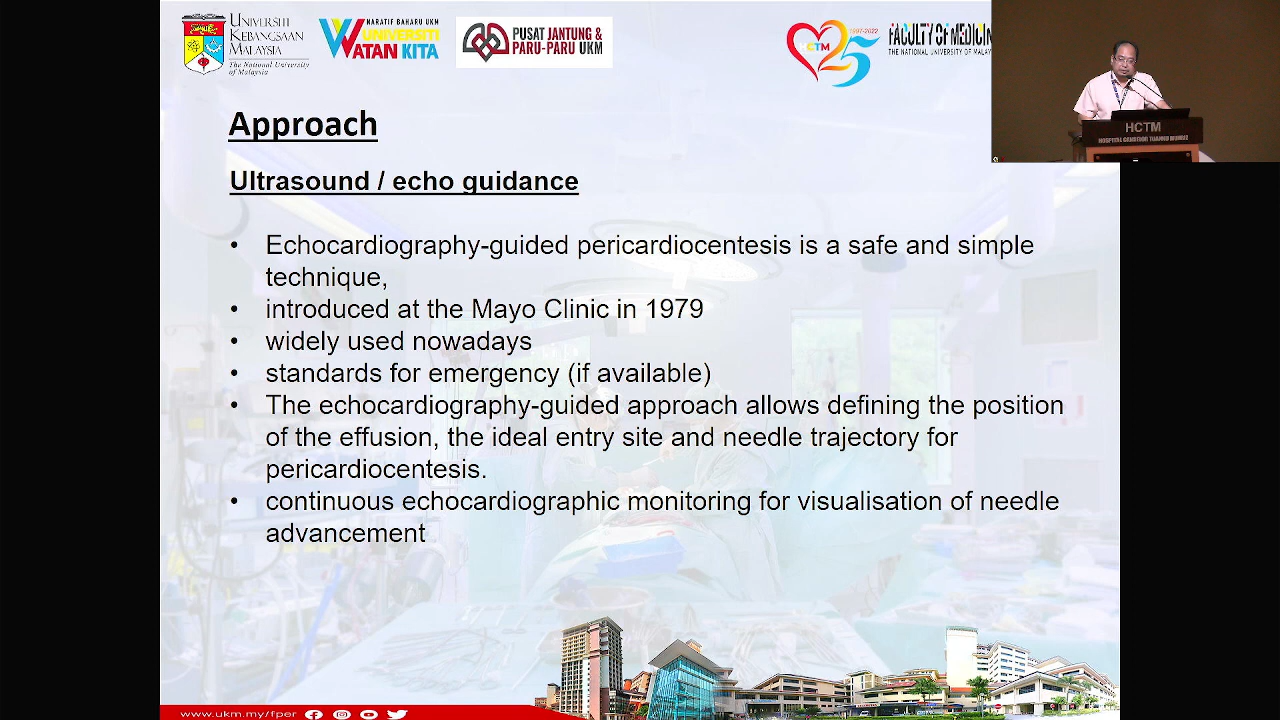 UNIVERSITI
KEBANGSAAN
MALAYSIA
The National University
of Malaysia
NARATIF BAHARU UKM
UNIVERSITI
WATAN KITA
PUSAT JANTUNG &
PARU-PARU UKM
HCTM
25
1997-2022
FACULTY OF MEDICIN
THE NATIONAL UNIVERSITY OF MALAY
HCTM
Approach
Ultrasound / echo guidance
• Echocardiography-guided pericardiocentesis is a safe and simple
technique,
• introduced at the Mayo Clinic in 1979
• widely used nowadays
• standards for emergency (if available)
• The echocardiography-guided approach allows defining the position
of the effusion, the ideal entry site and needle trajectory for
pericardiocentesis.
• continuous echocardiographic monitoring for visualisation of needle
advancement
www.ukm.my/fper